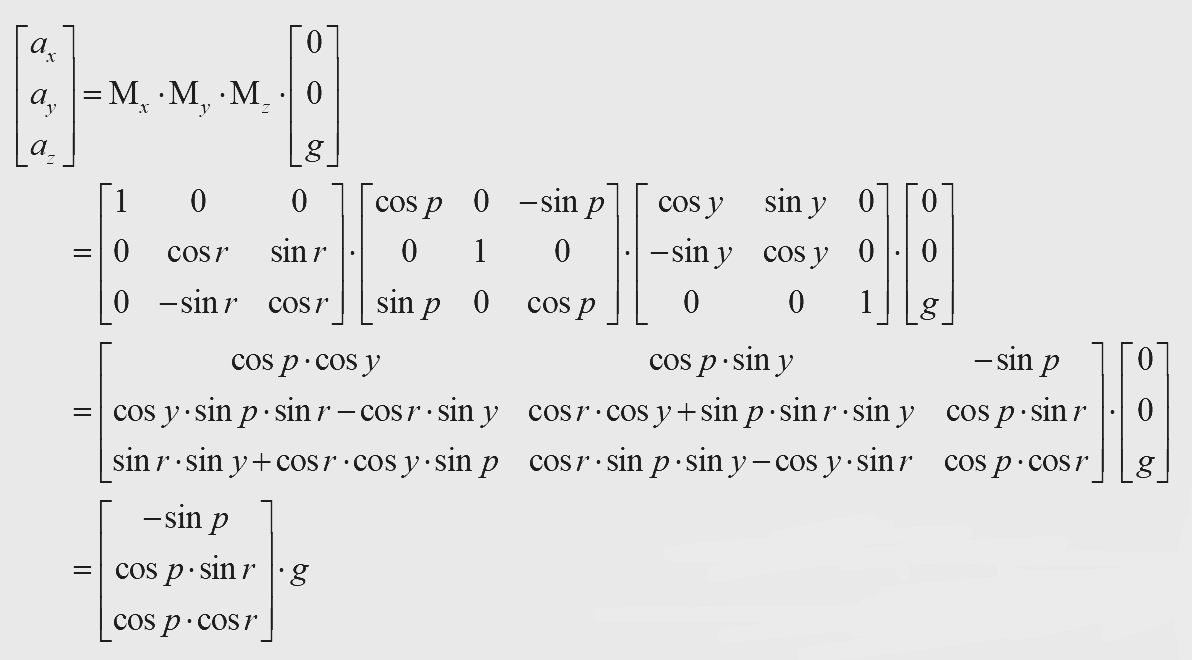 [a_x; a_y; a_z] = M_x · M_y · M_z · [0; 0; g]
= [1 0 0; 0 cos r sin r; 0 −sin r cos r] · [cos p 0 −sin p; 0 1 0; sin p 0 cos p] · [cos y sin y 0; −sin y cos y 0; 0 0 1] · [0; 0; g]
= [cos p·cos y cos p·sin y −sin p; cos y·sin p·sin r−cos r·sin y cos r·cos y+sin p·sin r·sin y cos p·sin r; sin r·sin y+cos r·cos y·sin p cos r·sin p·sin y−cos y·sin r cos p·cos r] · [0; 0; g]
= [−sin p; cos p·sin r; cos p·cos r] · g